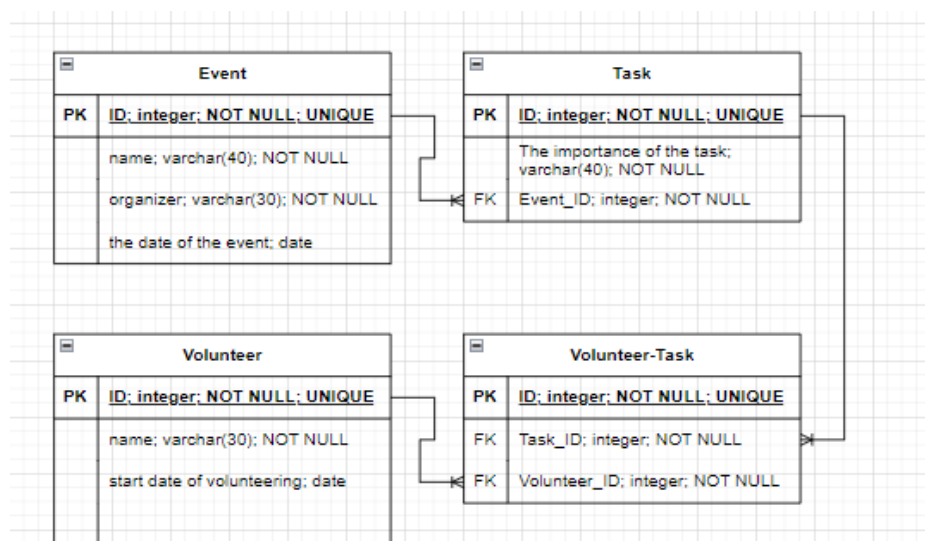 Event
PK ID; integer; NOT NULL; UNIQUE
name; varchar(40); NOT NULL
organizer; varchar(30); NOT NULL
the date of the event; date
Task
PK ID; integer; NOT NULL; UNIQUE
The importance of the task;
varchar(40); NOT NULL
FK Event_ID; integer; NOT NULL
Volunteer
PK ID; integer; NOT NULL; UNIQUE
name; varchar(30); NOT NULL
start date of volunteering; date
Volunteer-Task
PK ID; integer; NOT NULL; UNIQUE
FK Task_ID; integer; NOT NULL
FK Volunteer_ID; integer; NOT NULL